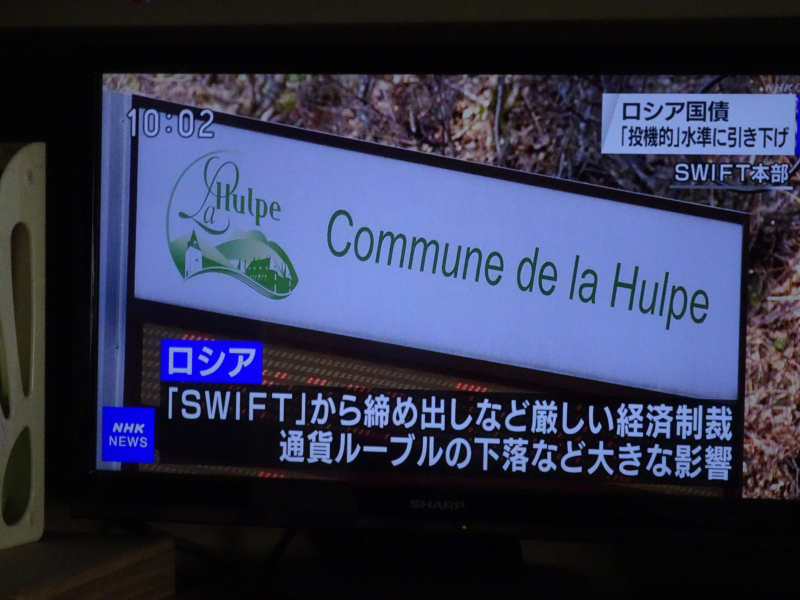 10:02
ロシア国債
「投機的」水準に引き下げ
SWIFT本部
La Hulpe
Commune de la Hulpe
ロシア
「SWIFT」から締め出しなど厳しい経済制裁
通貨ルーブルの下落など大きな影響
NHK
NEWS
SHARP